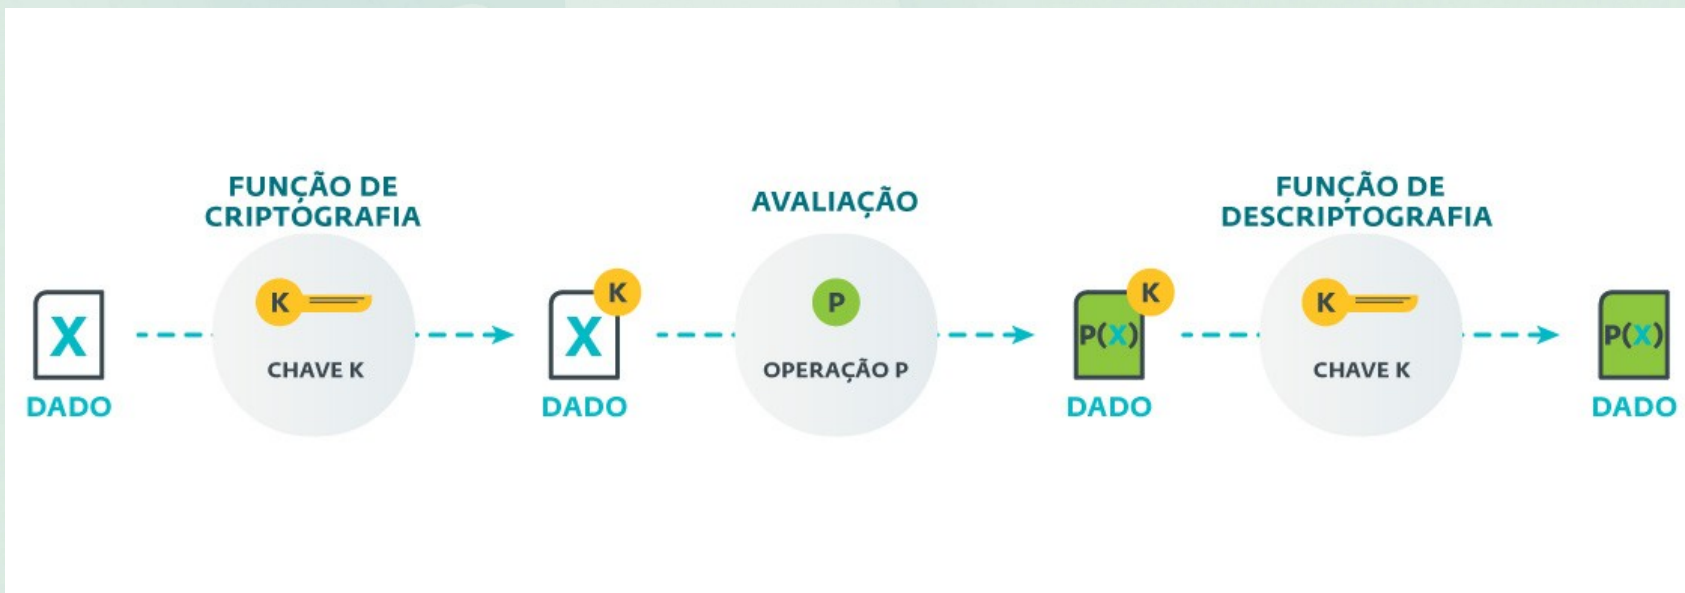 FUNÇÃO DE
CRIPTOGRAFIA
K
CHAVE K
X
DADO
X
K
DADO
AVALIAÇÃO
P
OPERAÇÃO P
P(X)
K
DADO
FUNÇÃO DE
DESCRIPTOGRAFIA
K
CHAVE K
P(X)
DADO